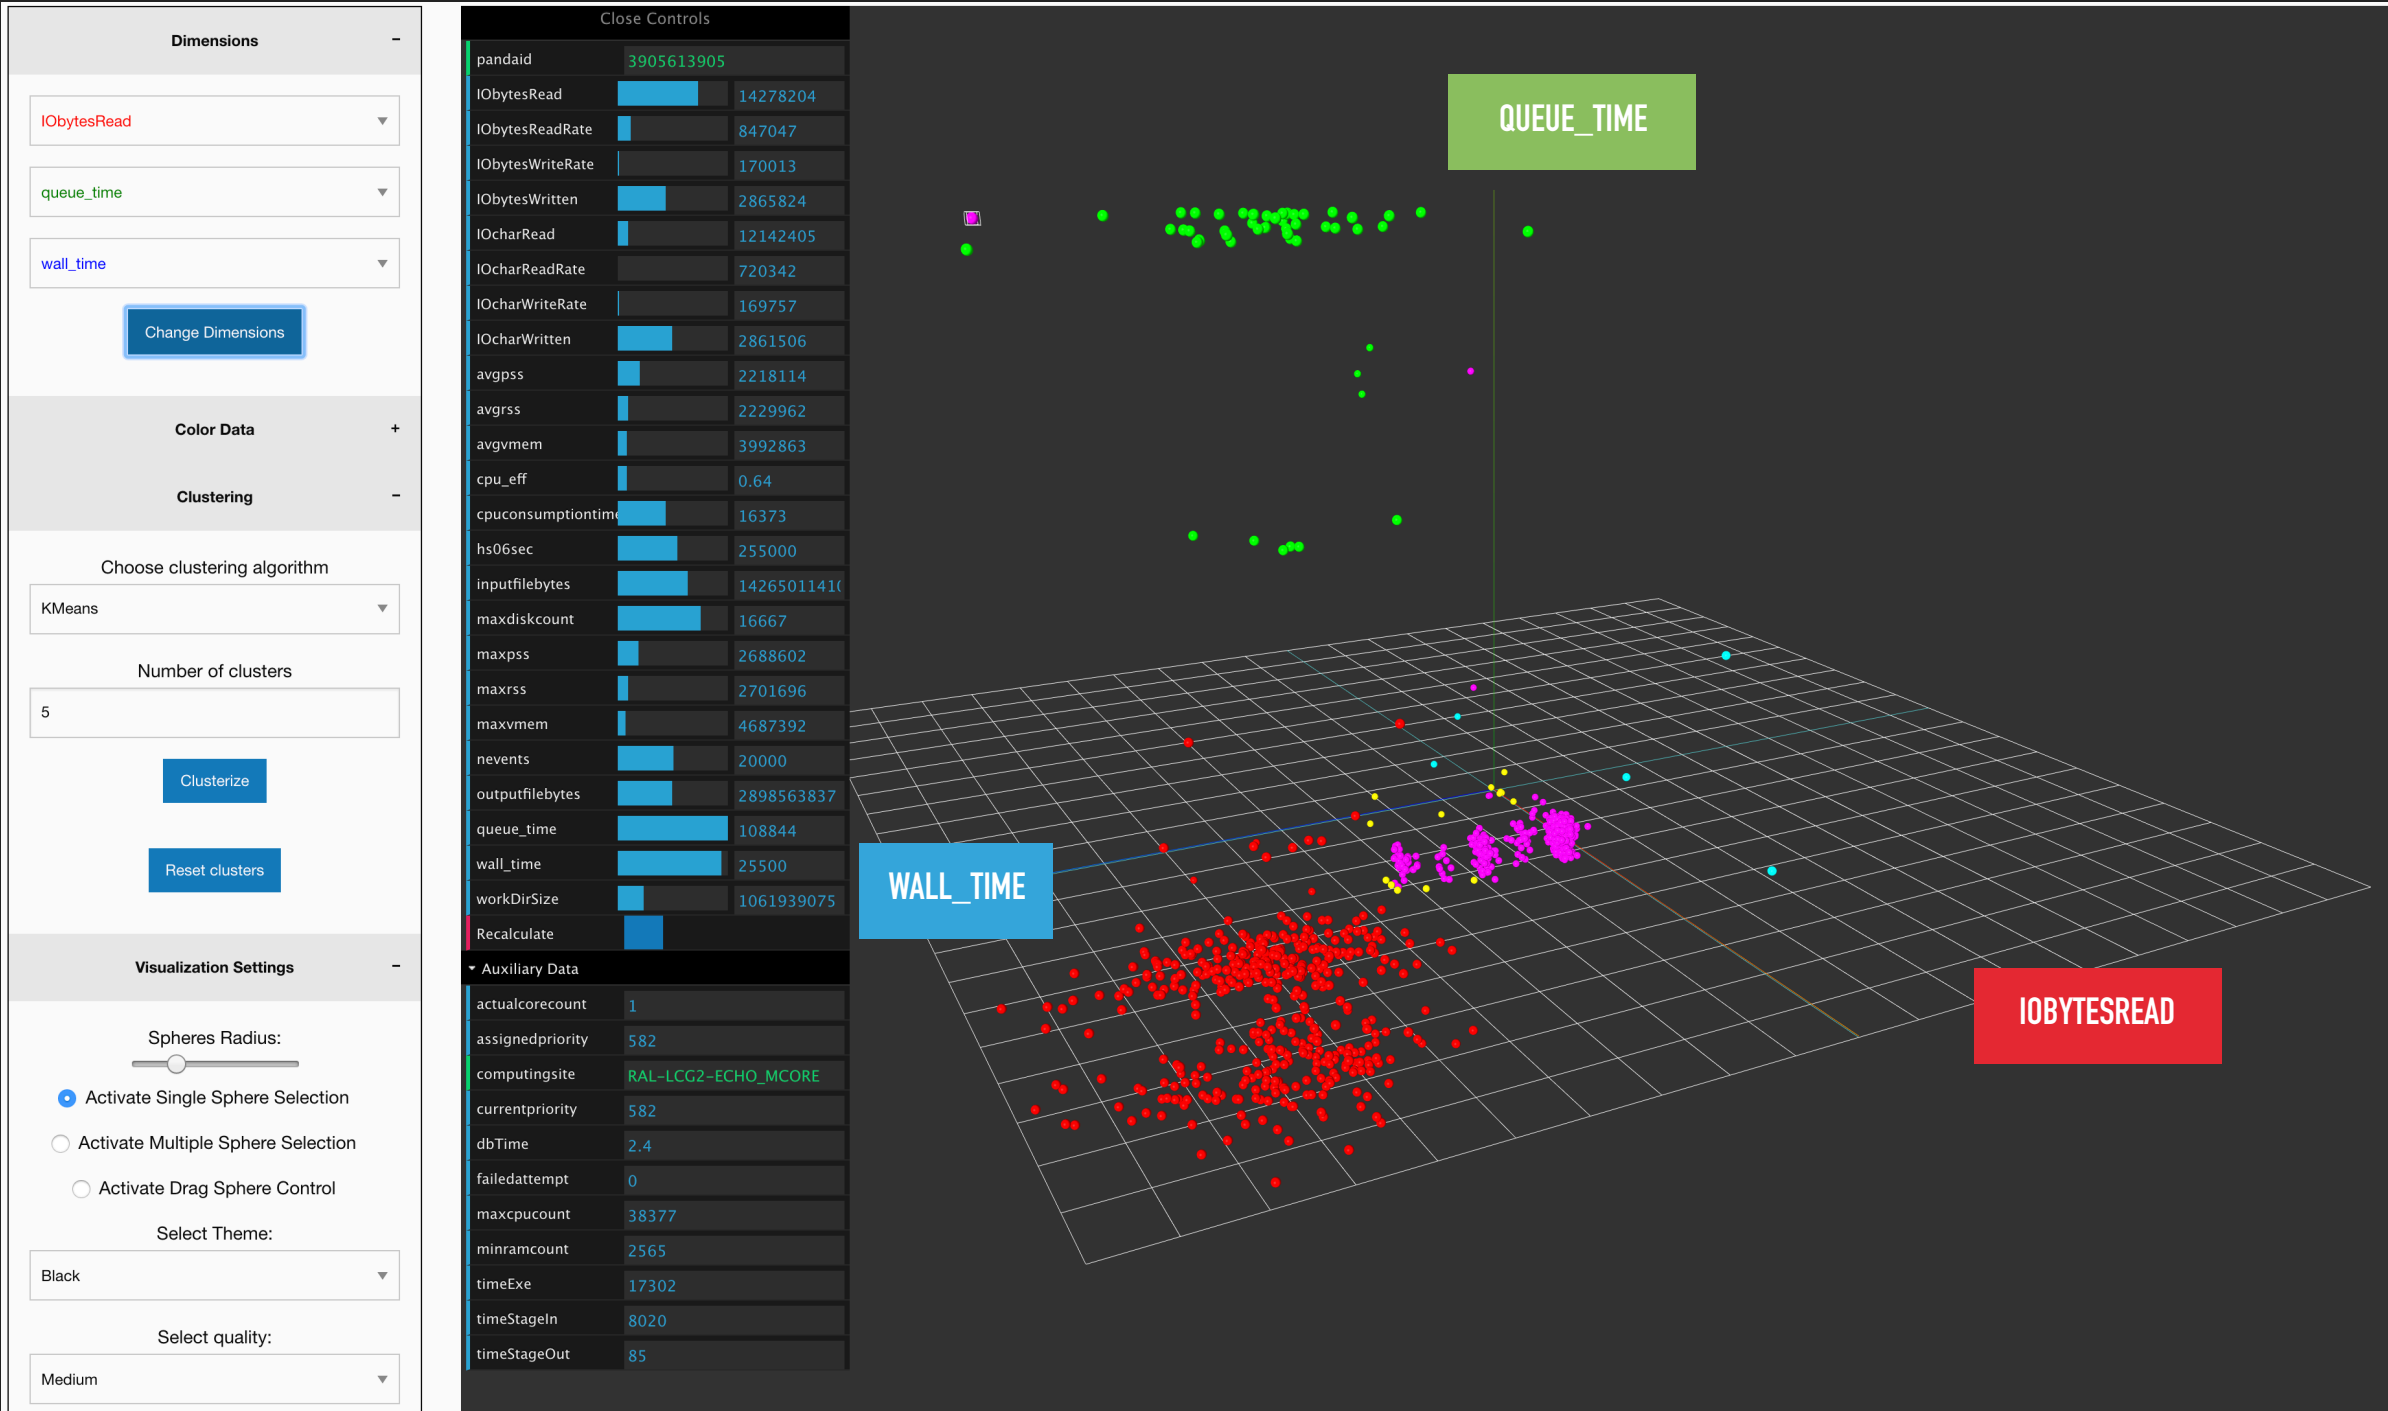 Dimensions −
IObytesRead
queue_time
wall_time
Change Dimensions
Color Data +
Clustering −
Choose clustering algorithm
KMeans
Number of clusters
5
Clusterize
Reset clusters
Visualization Settings −
Spheres Radius:
Activate Single Sphere Selection
Activate Multiple Sphere Selection
Activate Drag Sphere Control
Select Theme:
Black
Select quality:
Medium
Close Controls
pandaid 3905613905
IObytesRead 14278204
IObytesReadRate 847047
IObytesWriteRate 170013
IObytesWritten 2865824
IOcharRead 12142405
IOcharReadRate 720342
IOcharWriteRate 169757
IOcharWritten 2861506
avgpss 2218114
avgrss 2229962
avgvmem 3992863
cpu_eff 0.64
cpuconsumptiontime 16373
hs06sec 255000
inputfilebytes 1426501141
maxdiskcount 16667
maxpss 2688602
maxrss 2701696
maxvmem 4687392
nevents 20000
outputfilebytes 2898563837
queue_time 108844
wall_time 25500
workDirSize 1061939075
Recalculate
Auxiliary Data
actualcorecount 1
assignedpriority 582
computingsite RAL-LCG2-ECHO_MCORE
currentpriority 582
dbTime 2.4
failedattempt 0
maxcpucount 38377
minramcount 2565
timeExe 17302
timeStageIn 8020
timeStageOut 85
QUEUE_TIME
WALL_TIME
IOBYTESREAD